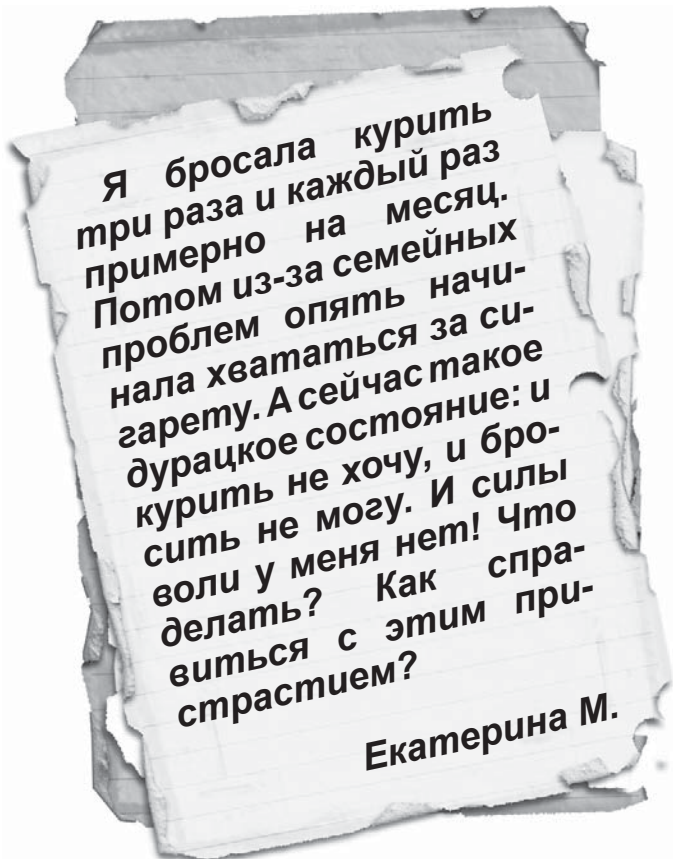 Я бросала курить
три раза и каждый раз
примерно на месяц.
Потом из-за семейных
проблем опять начи-
нала хвататься за си-
гарету. А сейчас такое
дурацкое состояние: и
курить не хочу, и бро-
сить не могу. И силы
воли у меня нет! Что
делать? Как спра-
виться с этим при-
страстием?
Екатерина М.